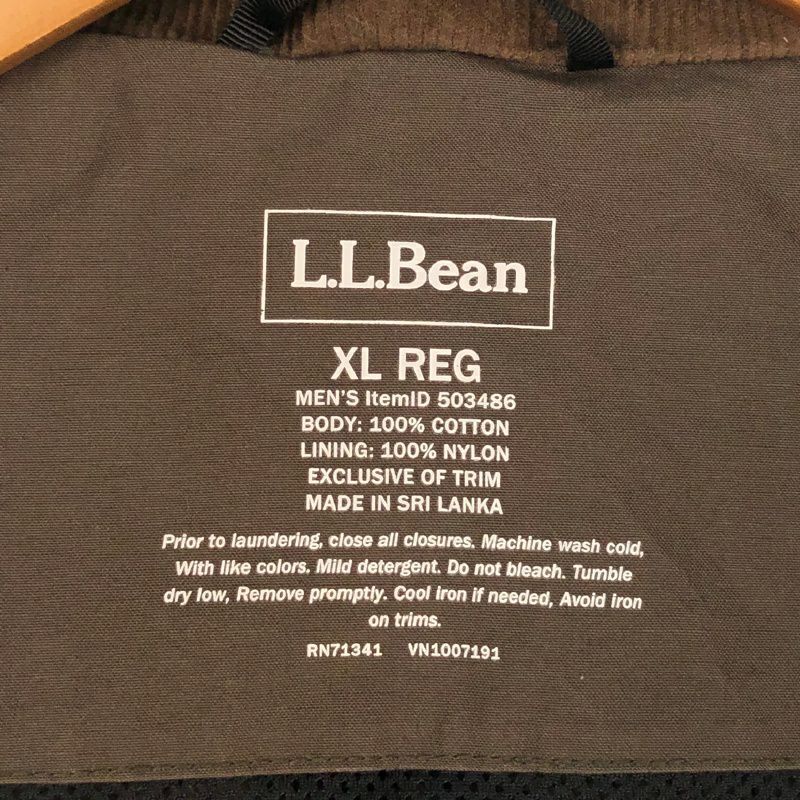 L.L.Bean
XL REG
MEN'S ItemID 503486
BODY: 100% COTTON
LINING: 100% NYLON
EXCLUSIVE OF TRIM
MADE IN SRI LANKA
Prior to laundering, close all closures. Machine wash cold,
With like colors. Mild detergent. Do not bleach. Tumble
dry low, Remove promptly. Cool iron if needed, Avoid iron
on trims.
RN71341 VN1007191